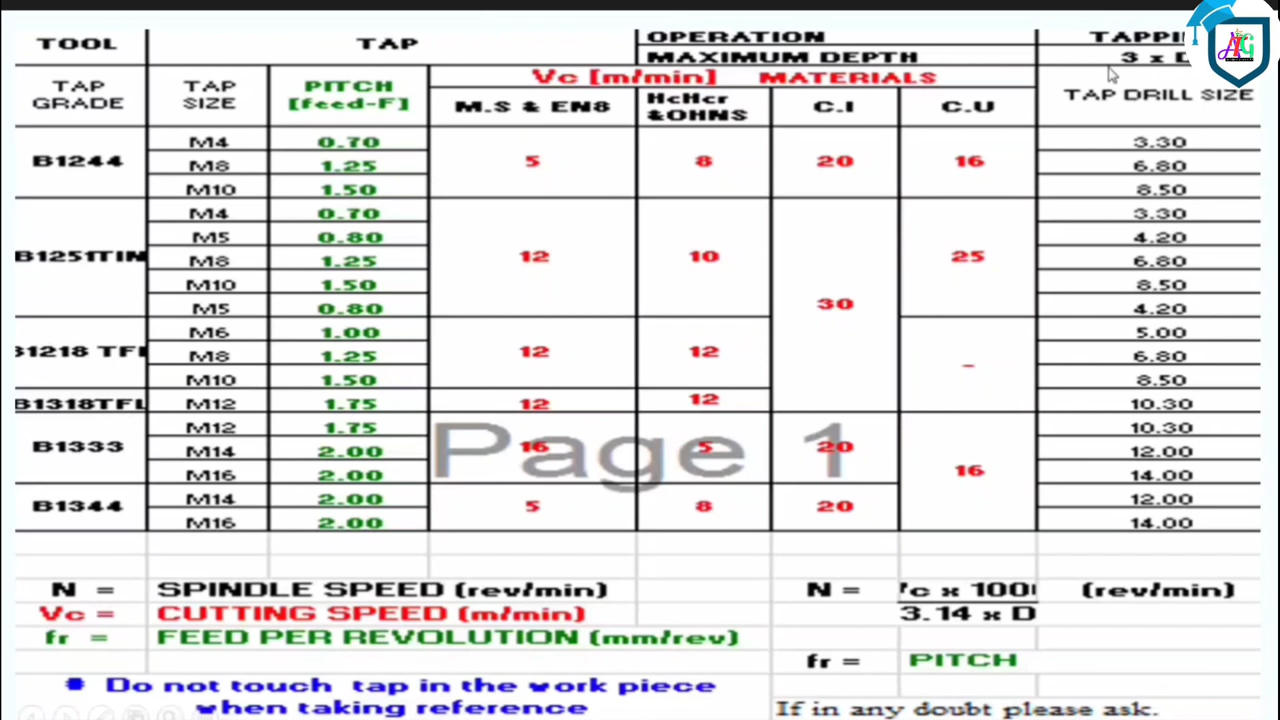 TOOL TAP OPERATION
MAXIMUM DEPTH 3 x
TAP GRADE TAP SIZE PITCH [feed-F] Vc [m/min] MATERIALS TAP DRILL SIZE
M.S & EN8 HcHcr &OHNS C.I C.U
B1244 M4 0.70 5 8 20 16 3.30
M8 1.25 6.80
M10 1.50 8.50
B1251TIN M4 0.70 12 10 30 25 3.30
M5 0.80 4.20
M8 1.25 6.80
M10 1.50 8.50
M5 0.80 4.20
B1218 M6 1.00 12 12 - 5.00
M8 1.25 6.80
M10 1.50 8.50
B1318TFL M12 1.75 12 12 10.30
B1333 M12 1.75 16 5 20 16 10.30
M14 2.00 12.00
M16 2.00 14.00
B1344 M14 2.00 5 8 20 12.00
M16 2.00 14.00
Page 1
N = SPINDLE SPEED (rev/min) N = (rev/min)
Vc = CUTTING SPEED (m/min) 3.14 x D
fr = FEED PER REVOLUTION (mm/rev)
fr = PITCH
# Do not touch tap in the work piece
when taking reference
If in any doubt please ask.